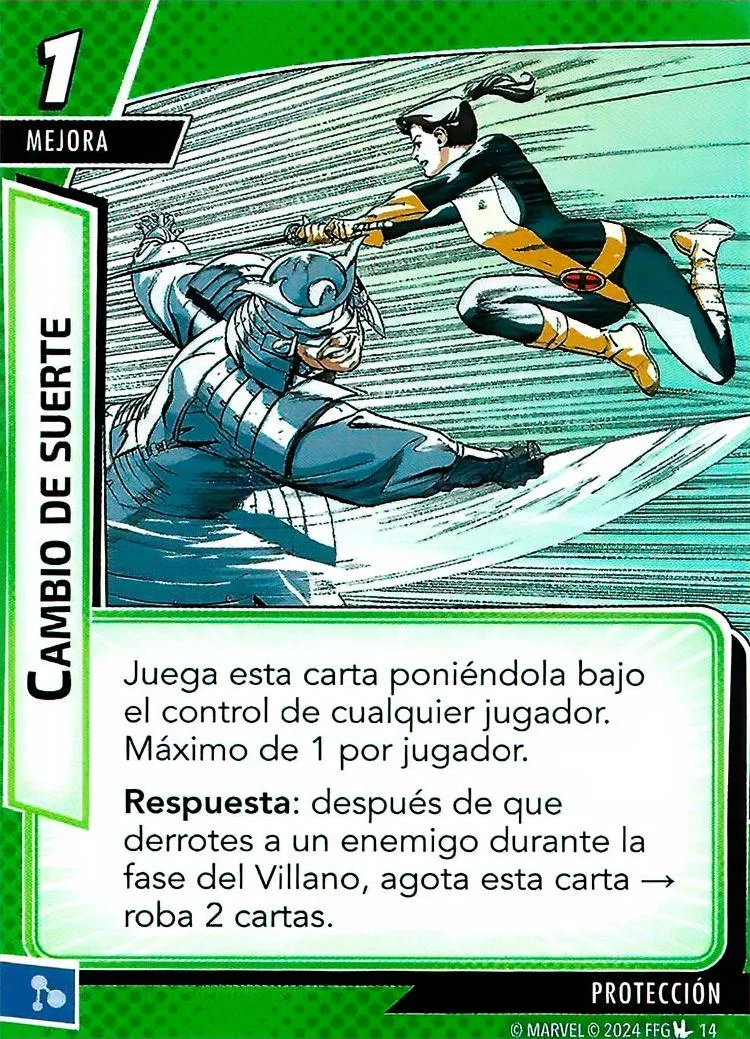 1
MEJORA
CAMBIO DE SUERTE
Juega esta carta poniéndola bajo
el control de cualquier jugador.
Máximo de 1 por jugador.
Respuesta: después de que
derrotes a un enemigo durante la
fase del Villano, agota esta carta →
roba 2 cartas.
PROTECCIÓN
© MARVEL © 2024 FFG 14